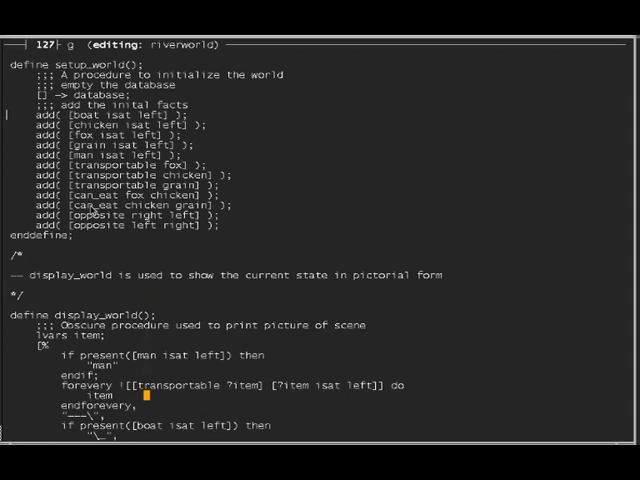 127 g (editing: riverworld)
define setup_world();
;;; A procedure to initialize the world
;;; empty the database
[] -> database;
;;; add the inital facts
add( [boat isat left] );
add( [chicken isat left] );
add( [fox isat left] );
add( [grain isat left] );
add( [man isat left] );
add( [transportable fox] );
add( [transportable chicken] );
add( [transportable grain] );
add( [can_eat fox chicken] );
add( [can_eat chicken grain] );
add( [opposite right left] );
add( [opposite left right] );
enddefine;
/*
-- display_world is used to show the current state in pictorial form
*/
define display_world();
;;; Obscure procedure used to print picture of scene
lvars item;
[%
if present([man isat left]) then
"man"
endif;
forevery ![[transportable ?item] [?item isat left]] do
item
endforevery,
"---\",
if present([boat isat left]) then
"\_",